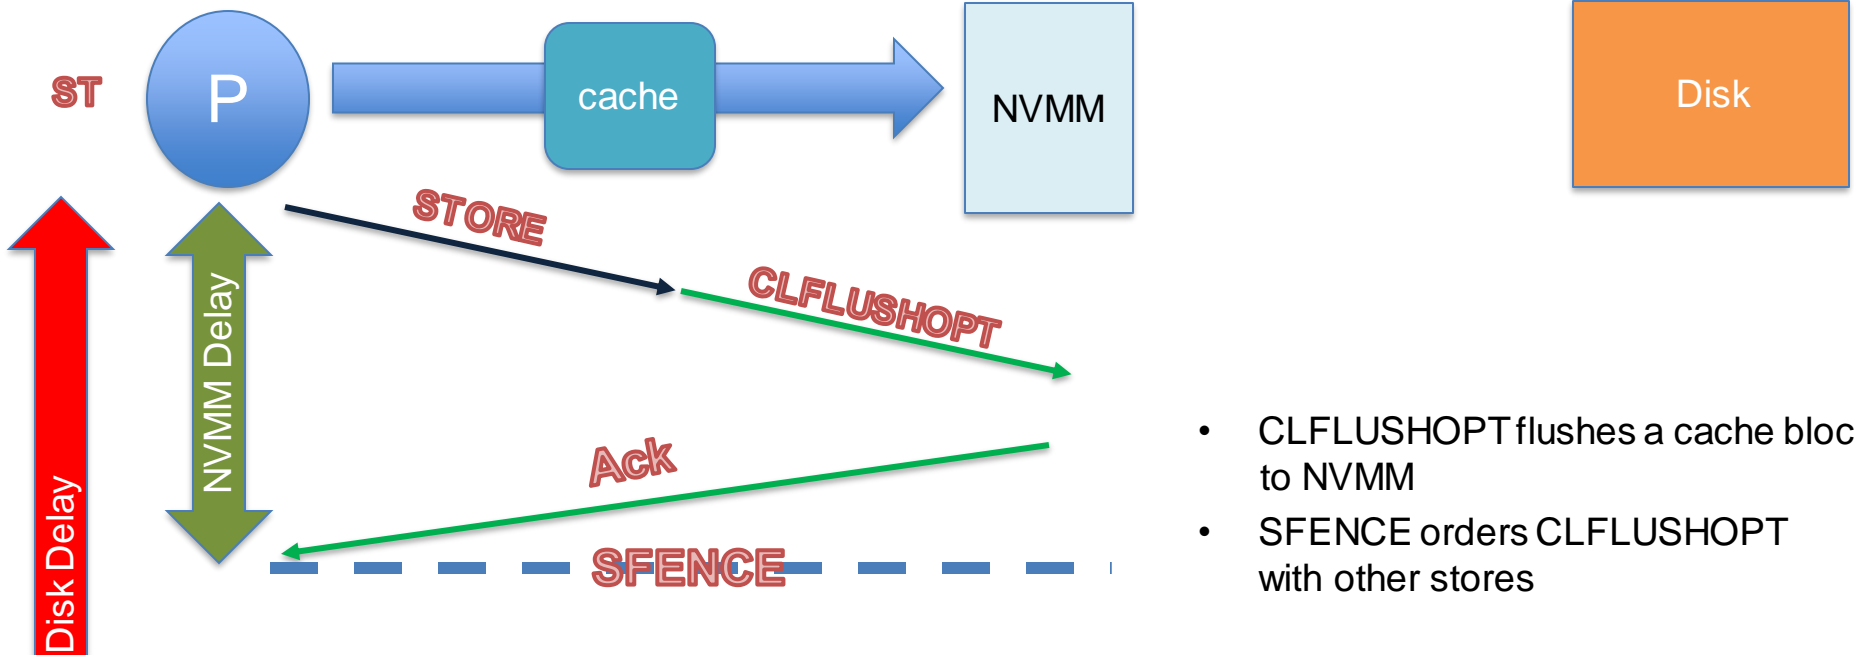 ST
P
cache
NVMM
Disk
STORE
CLFLUSHOPT
NVMM Delay
Disk Delay
Ack
SFENCE
• CLFLUSHOPT flushes a cache bloc
to NVMM
• SFENCE orders CLFLUSHOPT
with other stores